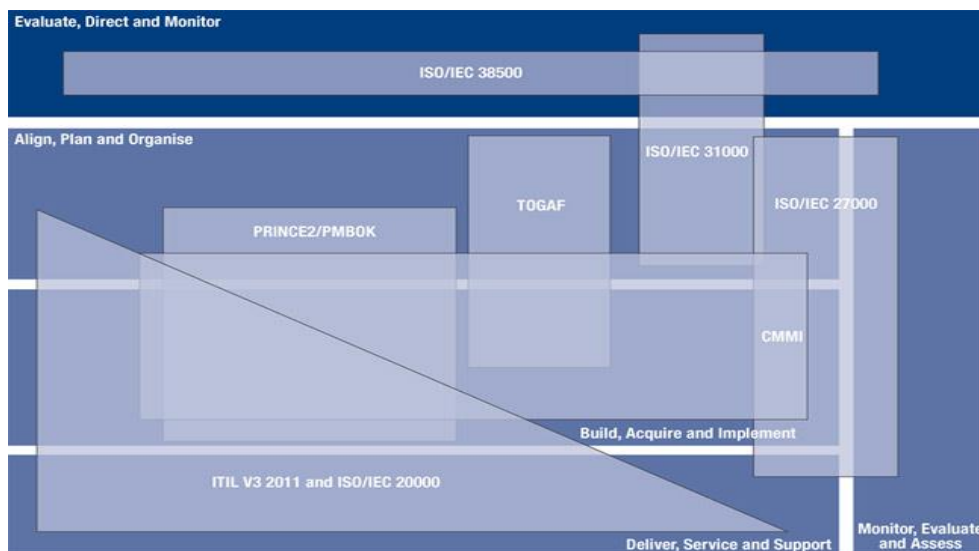 Evaluate, Direct and Monitor
ISO/IEC 38500
Align, Plan and Organise
ISO/IEC 31000
TOGAF
ISO/IEC 27000
PRINCE2/PMBOK
CMMI
Build, Acquire and Implement
ITIL V3 2011 and ISO/IEC 20000
Deliver, Service and Support
Monitor, Evaluate
and Assess